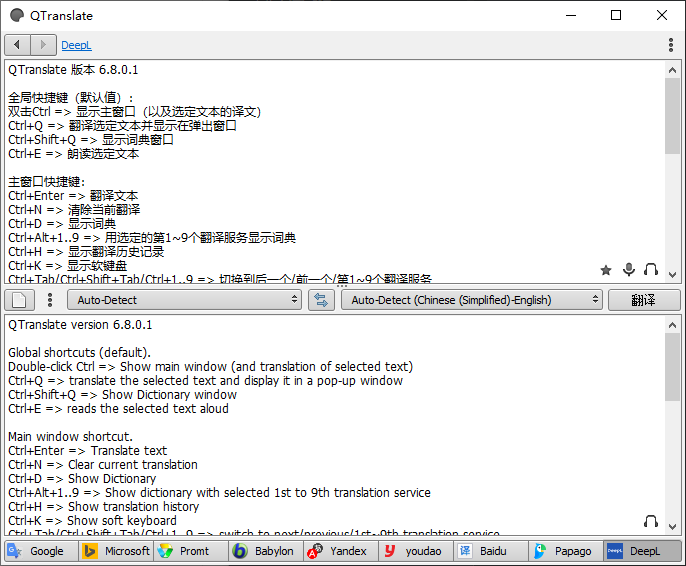 QTranslate
DeepL
QTranslate 版本 6.8.0.1
全局快捷键（默认值）:
双击Ctrl => 显示主窗口（以及选定文本的译文）
Ctrl+Q => 翻译选定文本并显示在弹出窗口
Ctrl+Shift+Q => 显示词典窗口
Ctrl+E => 朗读选定文本
主窗口快捷键:
Ctrl+Enter => 翻译文本
Ctrl+N => 清除当前翻译
Ctrl+D => 显示词典
Ctrl+Alt+1..9 => 用选定的第1~9个翻译服务显示词典
Ctrl+H => 显示翻译历史记录
Ctrl+K => 显示软键盘
Ctrl+Tab/Ctrl+Shift+Tab/Ctrl+1..9 => 切换到后一个/前一个/第1~9个翻译服务
Auto-Detect
Auto-Detect (Chinese (Simplified)-English)
翻译
QTranslate version 6.8.0.1
Global shortcuts (default).
Double-click Ctrl => Show main window (and translation of selected text)
Ctrl+Q => translate the selected text and display it in a pop-up window
Ctrl+Shift+Q => Show Dictionary window
Ctrl+E => reads the selected text aloud
Main window shortcut.
Ctrl+Enter => Translate text
Ctrl+N => Clear current translation
Ctrl+D => Show Dictionary
Ctrl+Alt+1..9 => Show dictionary with selected 1st to 9th translation service
Ctrl+H => Show translation history
Ctrl+K => Show soft keyboard
Ctrl+Tab/Ctrl+Shift+Tab/Ctrl+1..9 => switch to next/previous/1st~9th translation service
Google
Microsoft
Promt
Babylon
Yandex
youdao
Baidu
Papago
DeepL